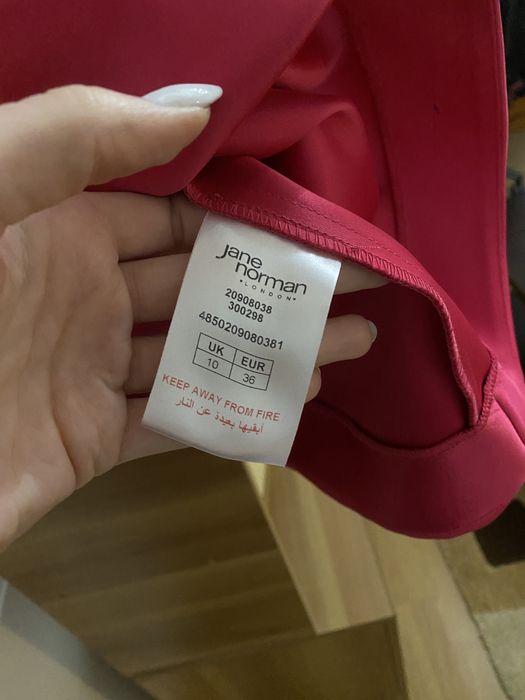 jane
norman
•LONDON•
20908038
300298
4850209080381
UK EUR
10 36
KEEP AWAY FROM FIRE
أبقيها بعيدة عن النار